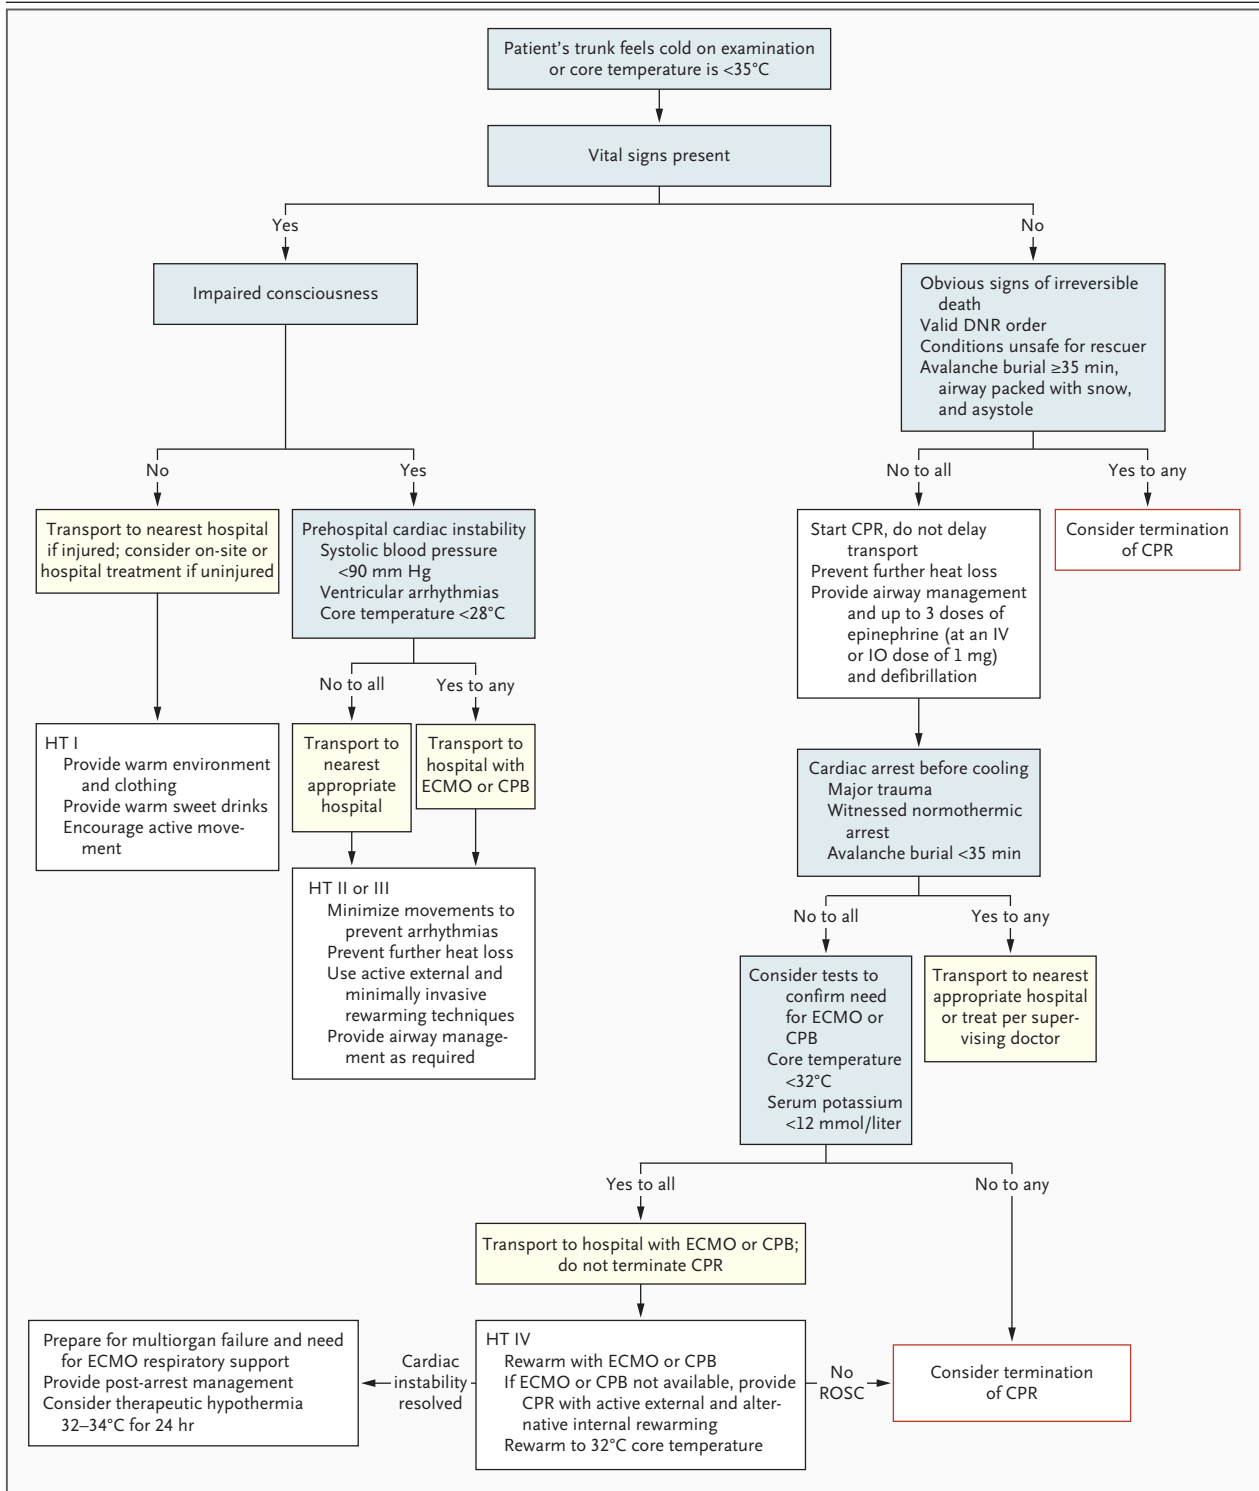 Patient's trunk feels cold on examination
or core temperature is <35°C
Vital signs present
Yes
No
Impaired consciousness
Obvious signs of irreversible
death
Valid DNR order
Conditions unsafe for rescuer
Avalanche burial ≥35 min,
airway packed with snow,
and asystole
No
Yes
No to all
Yes to any
Transport to nearest hospital
if injured; consider on-site or
hospital treatment if uninjured
Prehospital cardiac instability
Systolic blood pressure
<90 mm Hg
Ventricular arrhythmias
Core temperature <28°C
Start CPR, do not delay
transport
Prevent further heat loss
Provide airway management
and up to 3 doses of
epinephrine (at an IV
or IO dose of 1 mg)
and defibrillation
Consider termination
of CPR
No to all
Yes to any
HT I
Provide warm environment
and clothing
Provide warm sweet drinks
Encourage active move-
ment
Transport to
nearest
appropriate
hospital
Transport to
hospital with
ECMO or CPB
Cardiac arrest before cooling
Major trauma
Witnessed normothermic
arrest
Avalanche burial <35 min
HT II or III
Minimize movements to
prevent arrhythmias
Prevent further heat loss
Use active external and
minimally invasive
rewarming techniques
Provide airway manage-
ment as required
No to all
Yes to any
Consider tests to
confirm need
for ECMO or
CPB
Core temperature
<32°C
Serum potassium
<12 mmol/liter
Transport to nearest
appropriate hospital
or treat per super-
vising doctor
Yes to all
No to any
Transport to hospital with ECMO or CPB;
do not terminate CPR
Prepare for multiorgan failure and need
for ECMO respiratory support
Provide post-arrest management
Consider therapeutic hypothermia
32–34°C for 24 hr
Cardiac
instability
resolved
HT IV
Rewarm with ECMO or CPB
If ECMO or CPB not available, provide
CPR with active external and alter-
native internal rewarming
Rewarm to 32°C core temperature
No
ROSC
Consider termination
of CPR